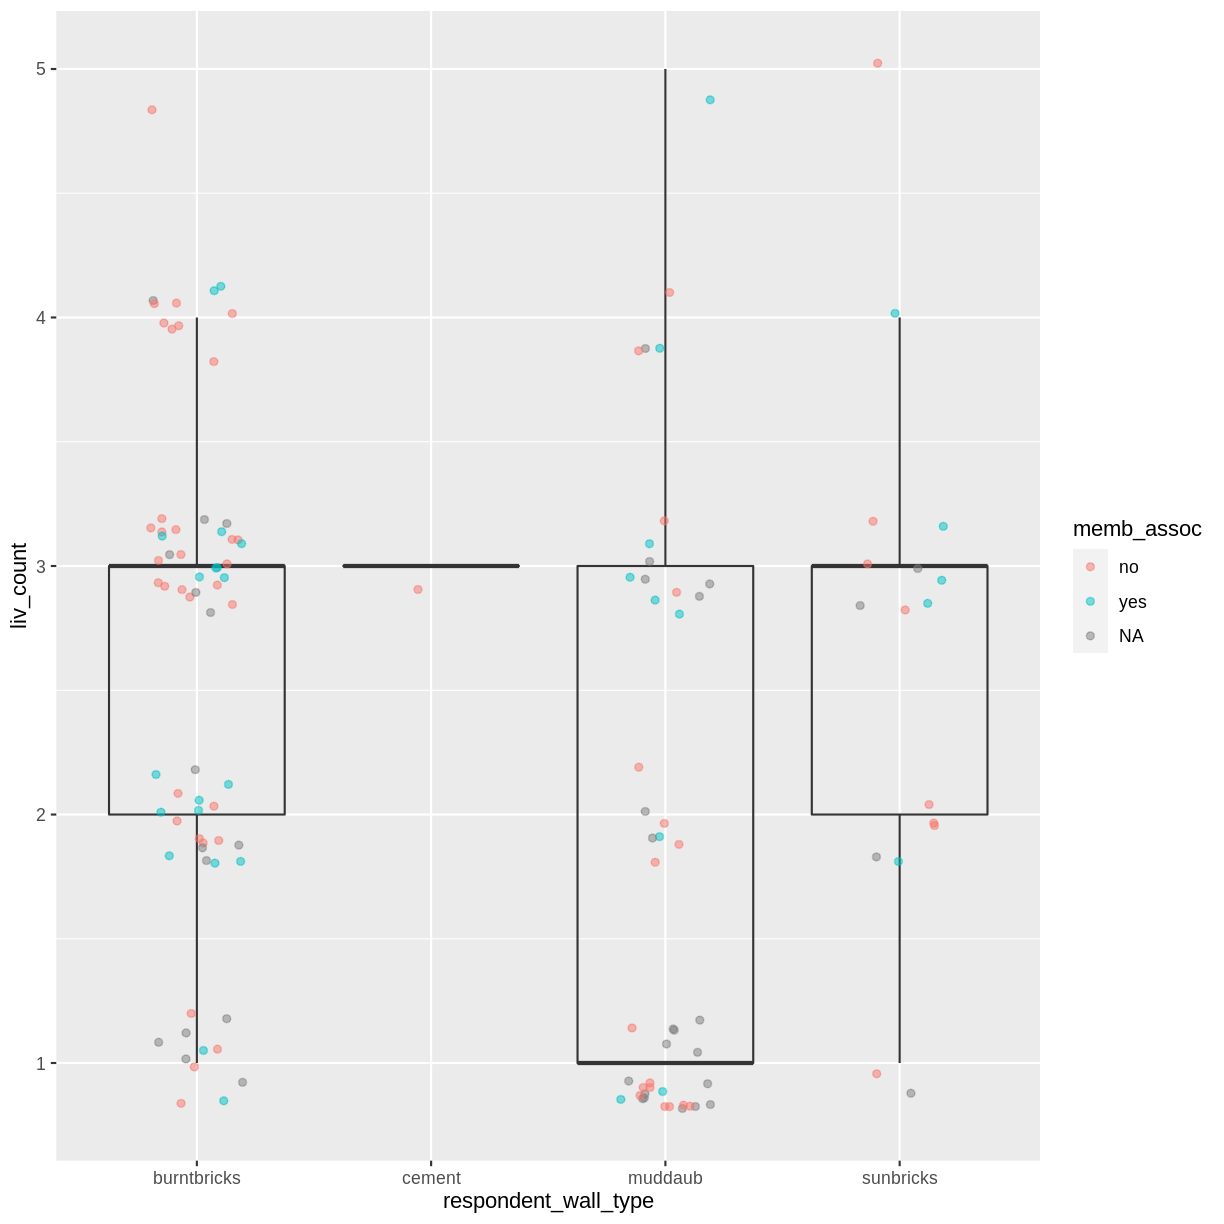 5
4
3
2
1
liv_count
burntbricks cement muddaub sunbricks
respondent_wall_type
memb_assoc
no
yes
NA